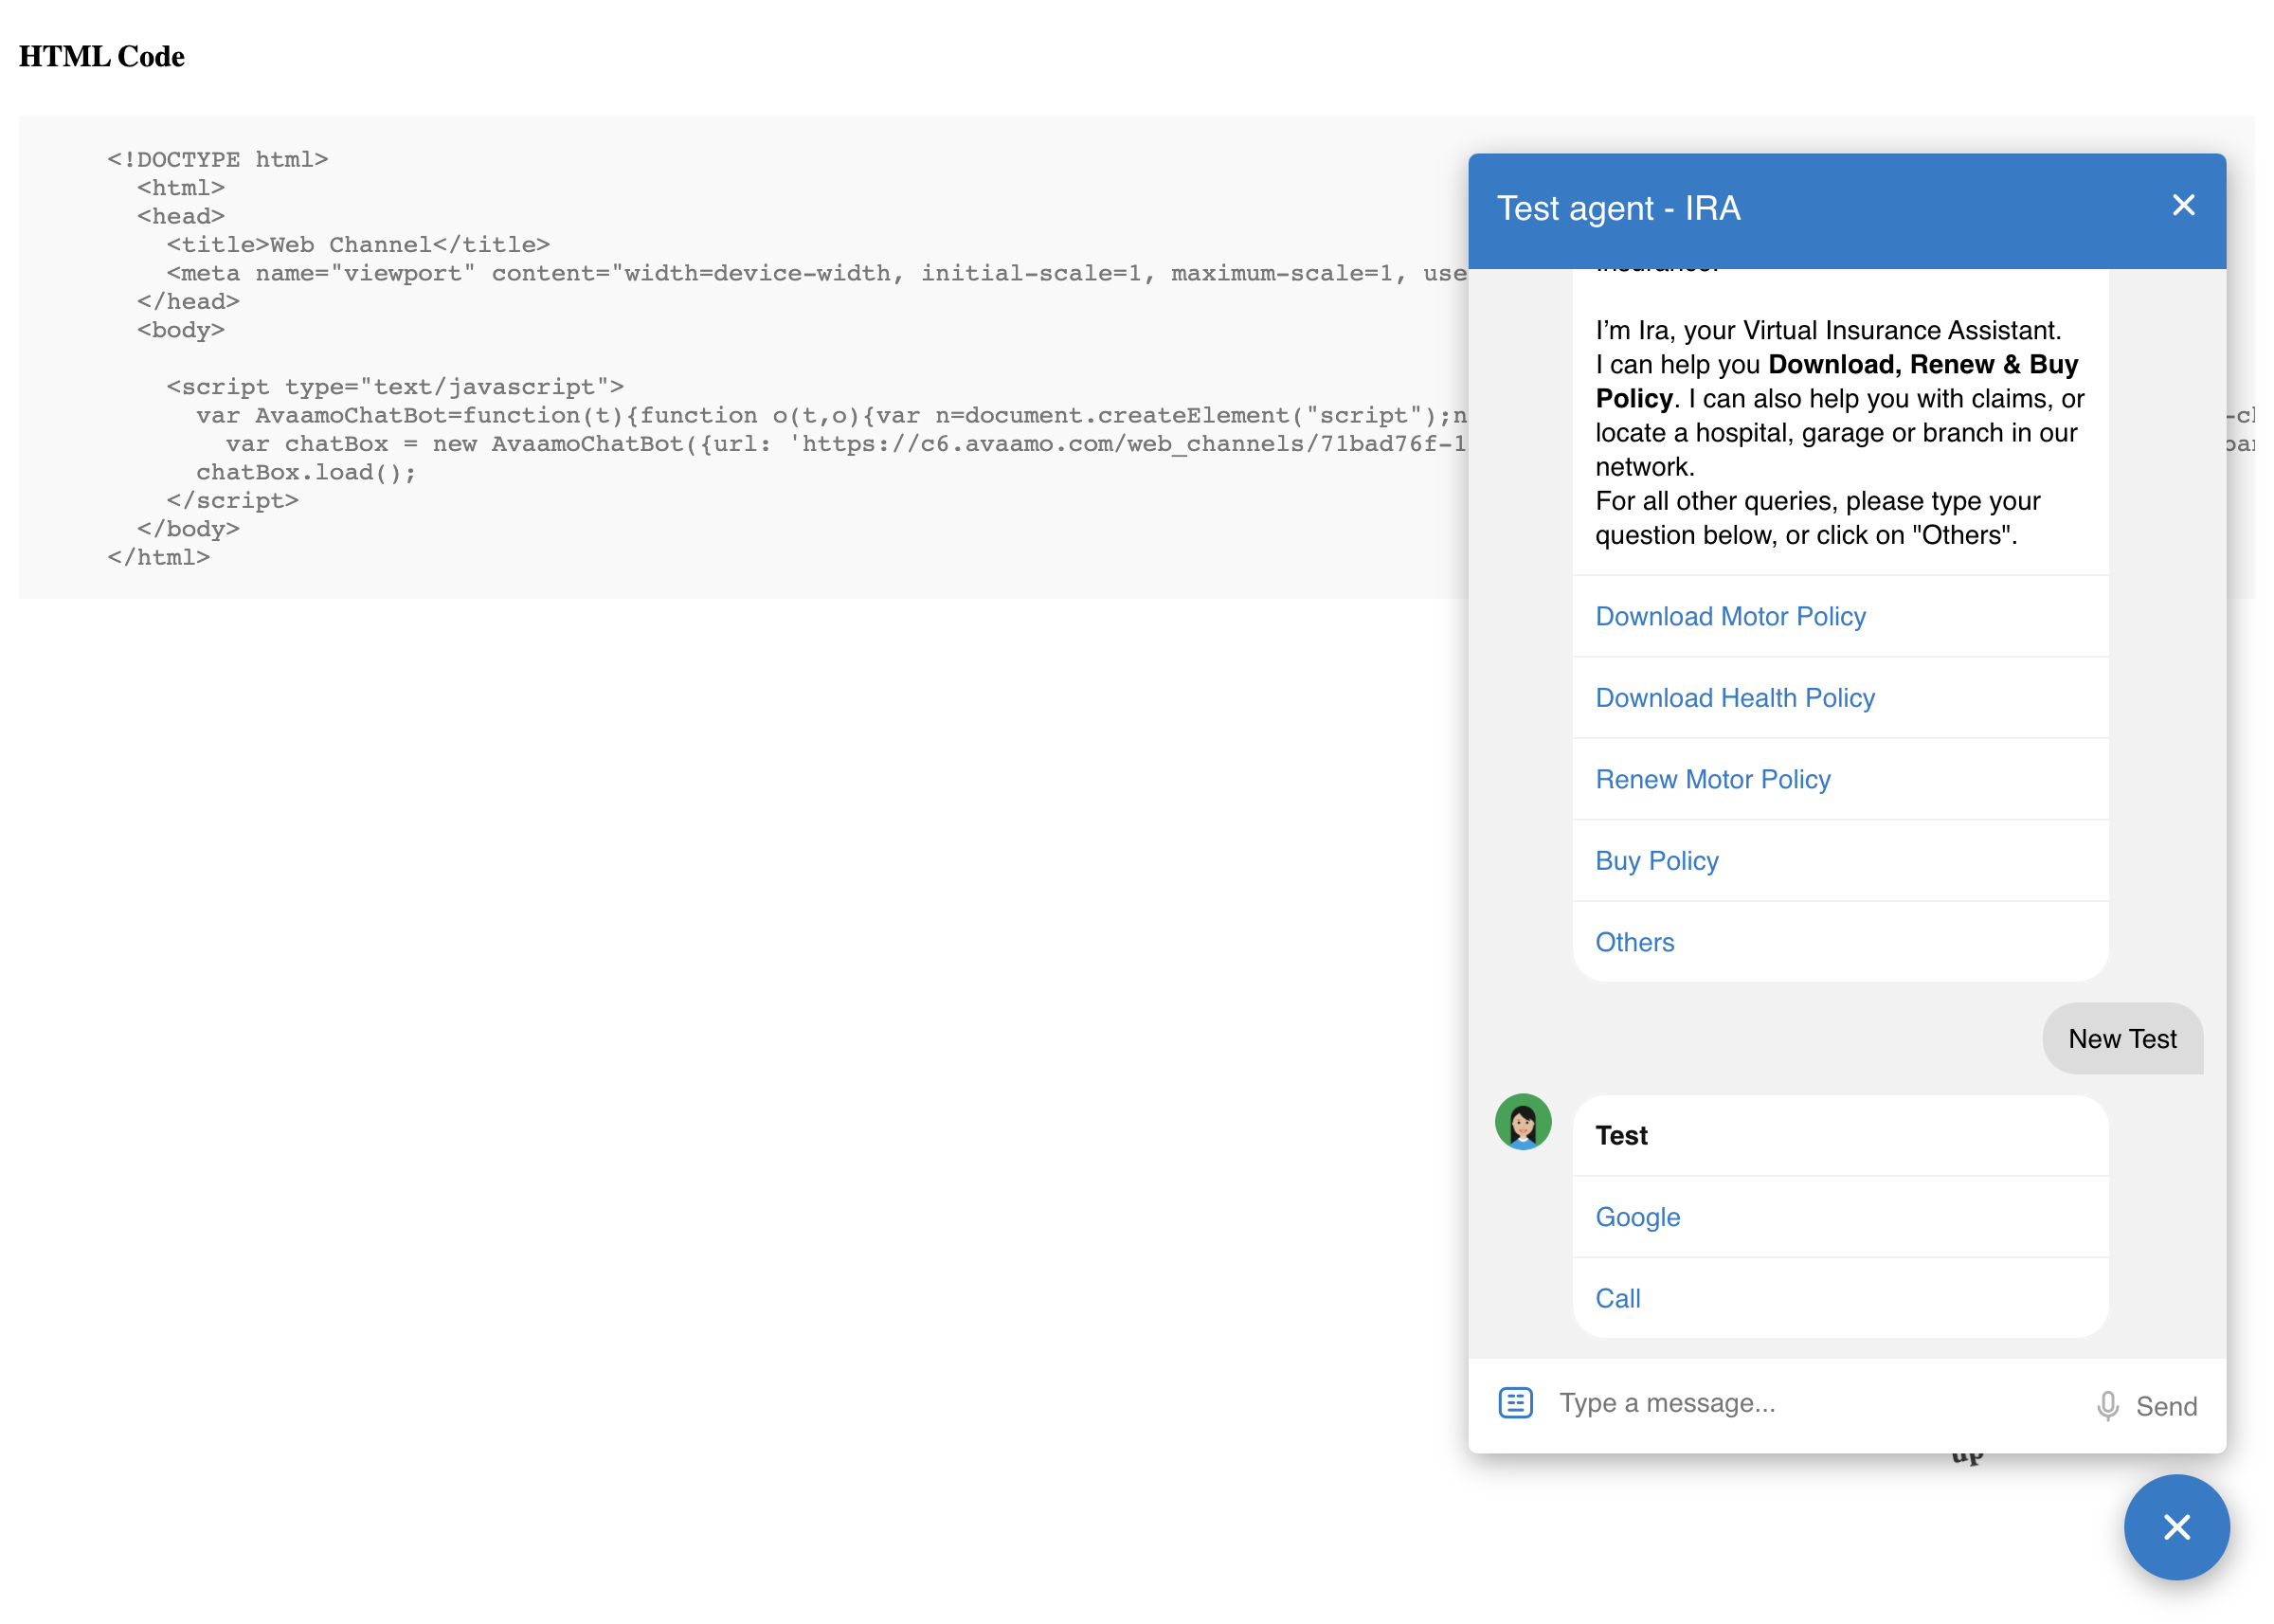 HTML Code
<!DOCTYPE html>
<html>
<head>
<title>Web Channel</title>
<meta name="viewport" content="width=device-width, initial-scale=1, maximum-scale=1, use
</head>
<body>
<script type="text/javascript">
var AvaamoChatBot=function(t){function o(t,o){var n=document.createElement("script");n
var chatBox = new AvaamoChatBot({url: 'https://c6.avaamo.com/web_channels/71bad76f-1
chatBox.load();
</script>
</body>
</html>
Test agent - IRA
I’m Ira, your Virtual Insurance Assistant.
I can help you Download, Renew & Buy
Policy. I can also help you with claims, or
locate a hospital, garage or branch in our
network.
For all other queries, please type your
question below, or click on "Others".
Download Motor Policy
Download Health Policy
Renew Motor Policy
Buy Policy
Others
New Test
Test
Google
Call
Type a message...
Send
up